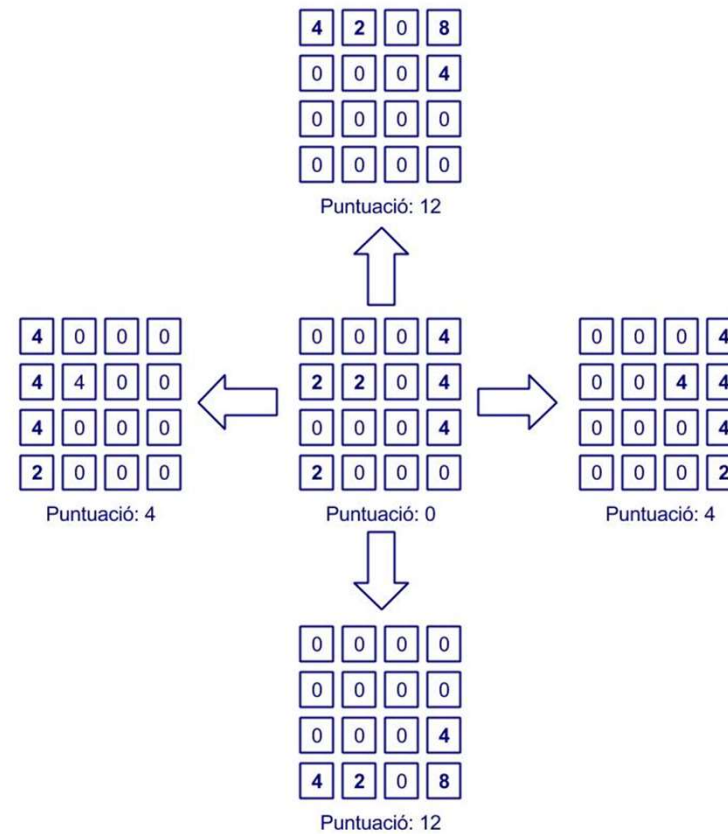 4 2 0 8
0 0 0 4
0 0 0 0
0 0 0 0
Puntuació: 12
4 0 0 0
4 4 0 0
4 0 0 0
2 0 0 0
Puntuació: 4
0 0 0 4
2 2 0 4
0 0 0 4
2 0 0 0
Puntuació: 0
0 0 0 4
0 0 4 4
0 0 0 4
0 0 0 2
Puntuació: 4
0 0 0 0
0 0 0 0
0 0 0 4
4 2 0 8
Puntuació: 12